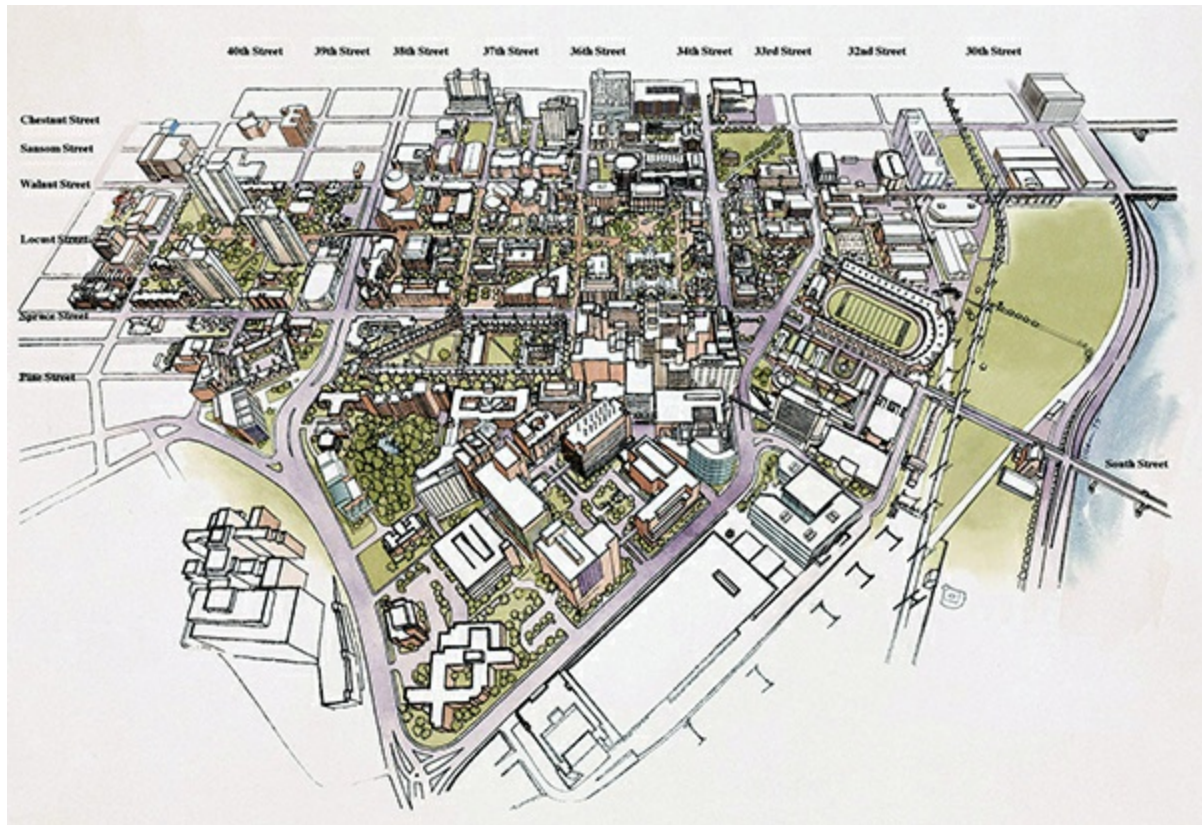 40th Street 39th Street 38th Street 37th Street 36th Street 34th Street 33rd Street 32nd Street 30th Street
Chestnut Street
Sansom Street
Walnut Street
Locust Street
Spruce Street
Pine Street
South Street